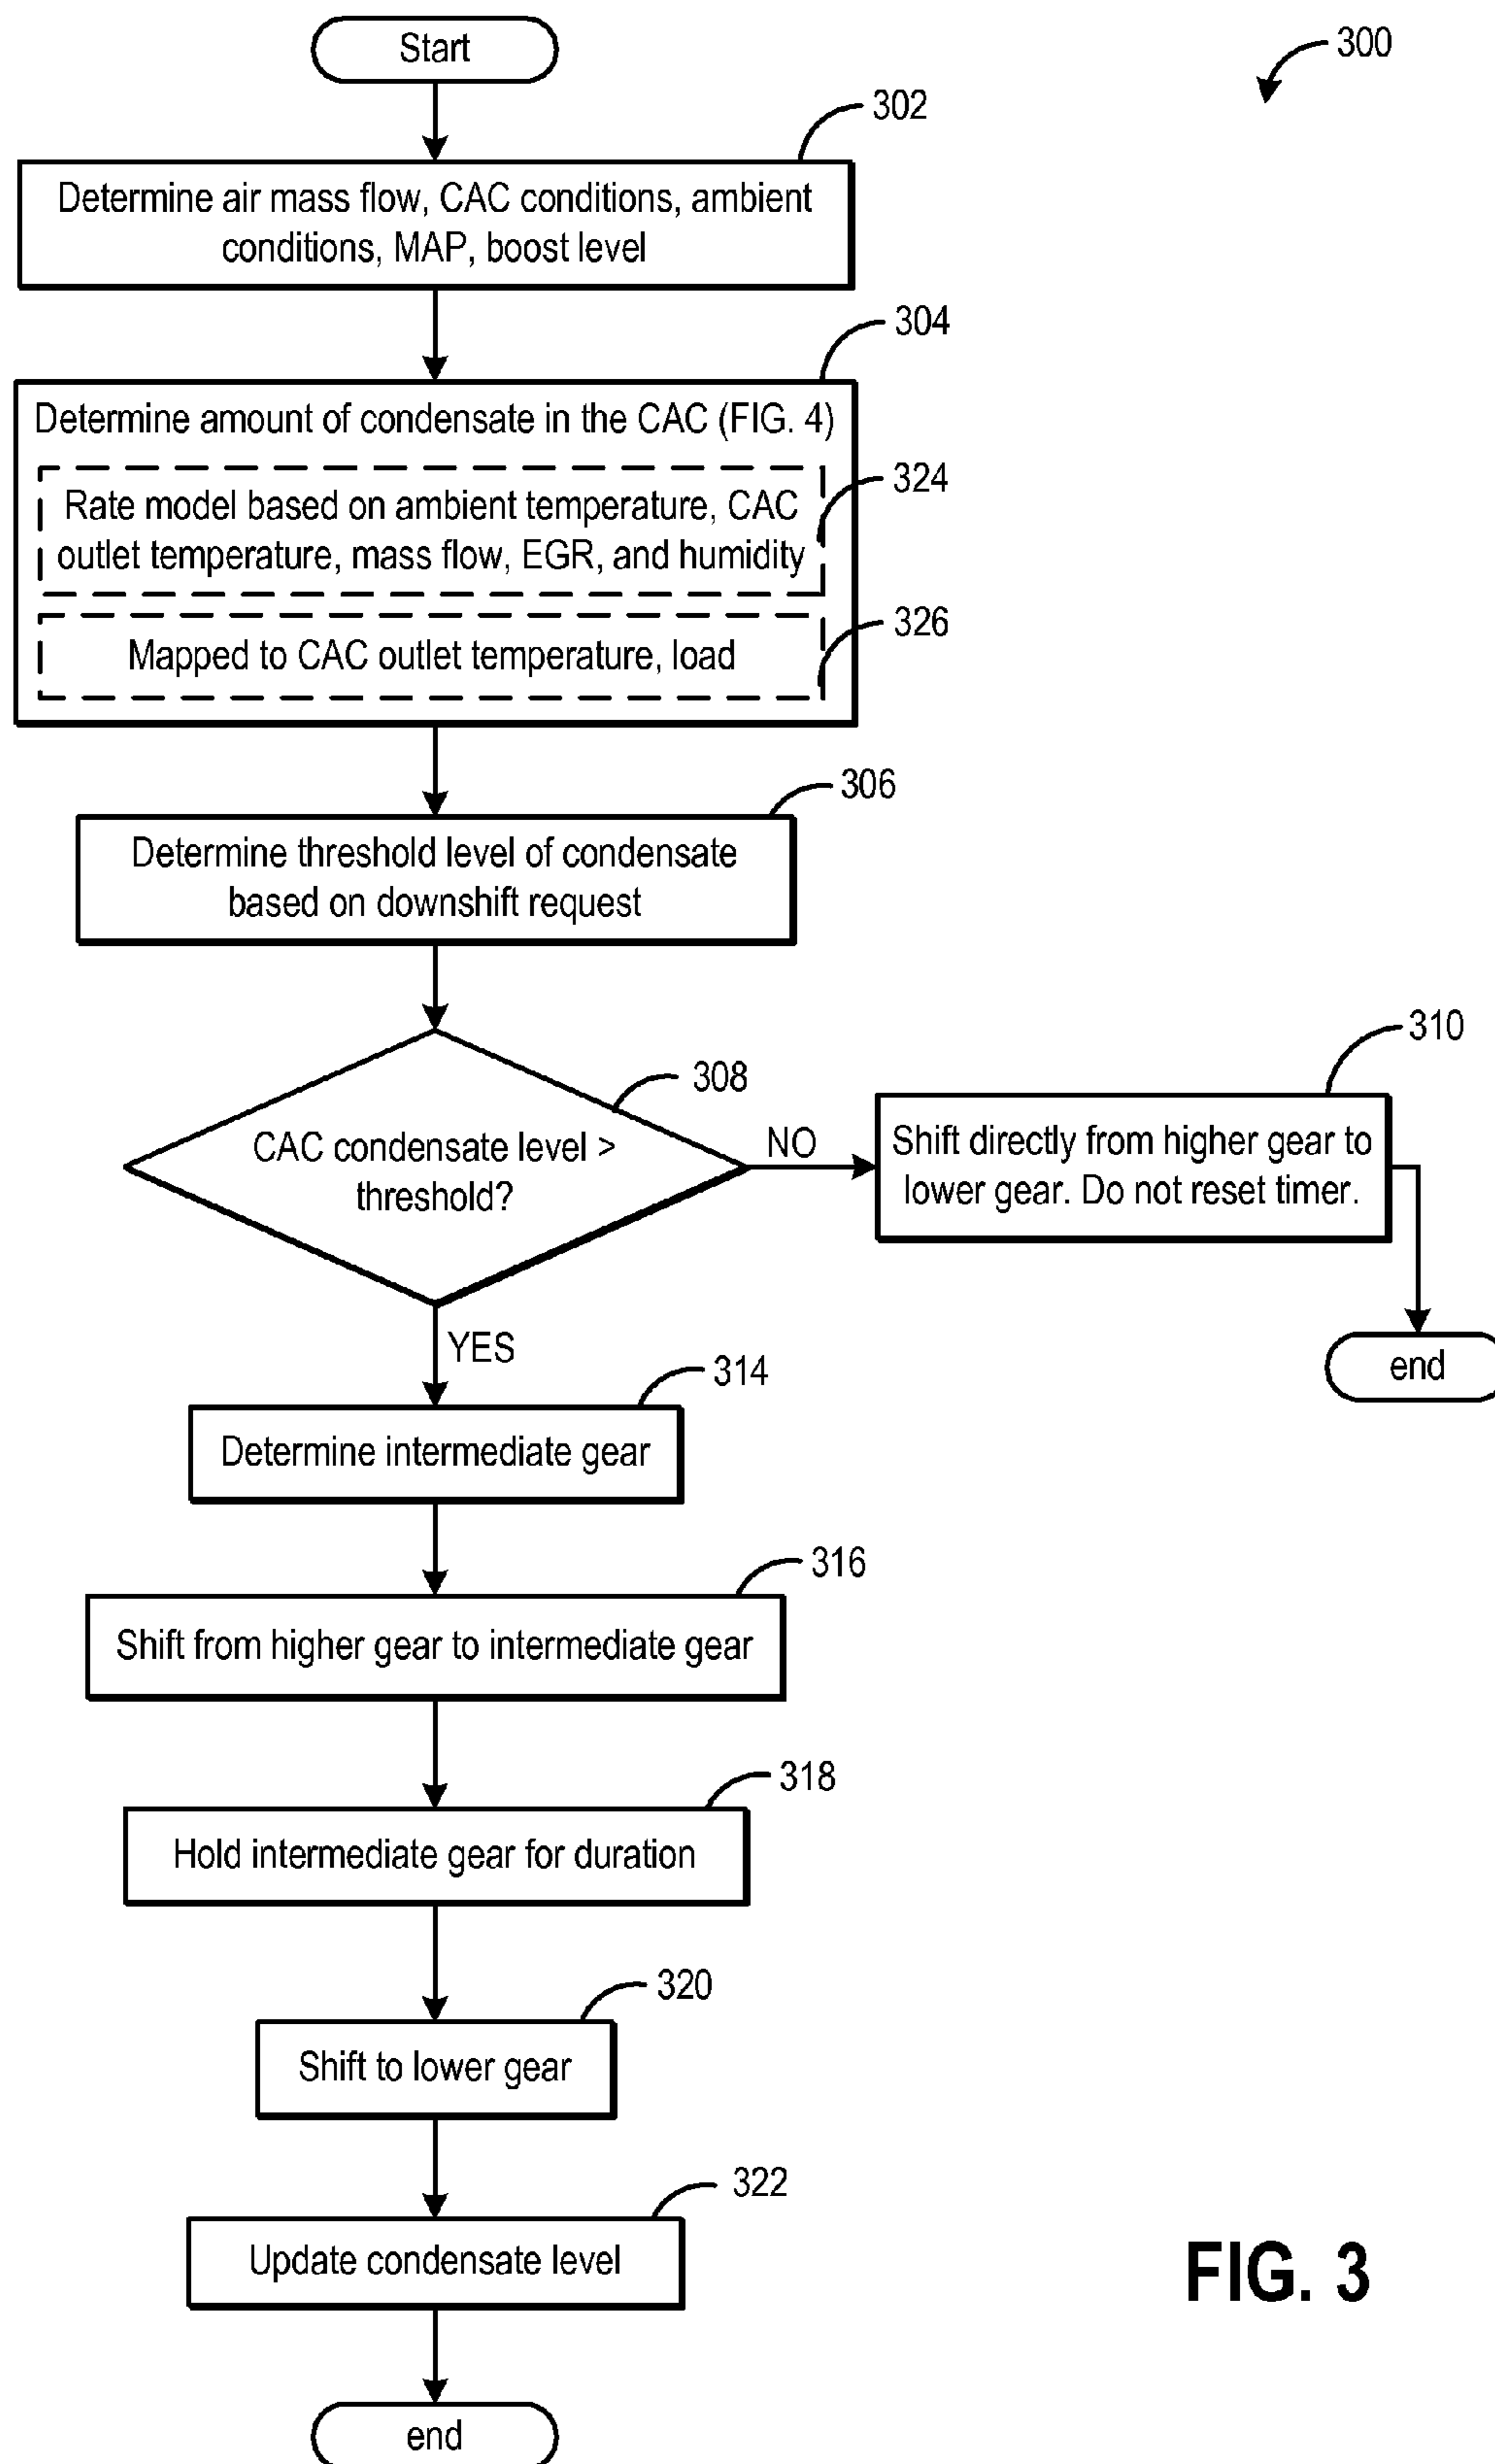 Start
300
302
Determine air mass flow, CAC conditions, ambient
conditions, MAP, boost level
304
Determine amount of condensate in the CAC (FIG. 4)
324
Rate model based on ambient temperature, CAC
outlet temperature, mass flow, EGR, and humidity
326
Mapped to CAC outlet temperature, load
306
Determine threshold level of condensate
based on downshift request
308
CAC condensate level >
threshold?
NO
310
Shift directly from higher gear to
lower gear. Do not reset timer.
end
YES
314
Determine intermediate gear
316
Shift from higher gear to intermediate gear
318
Hold intermediate gear for duration
320
Shift to lower gear
322
Update condensate level
end
FIG. 3